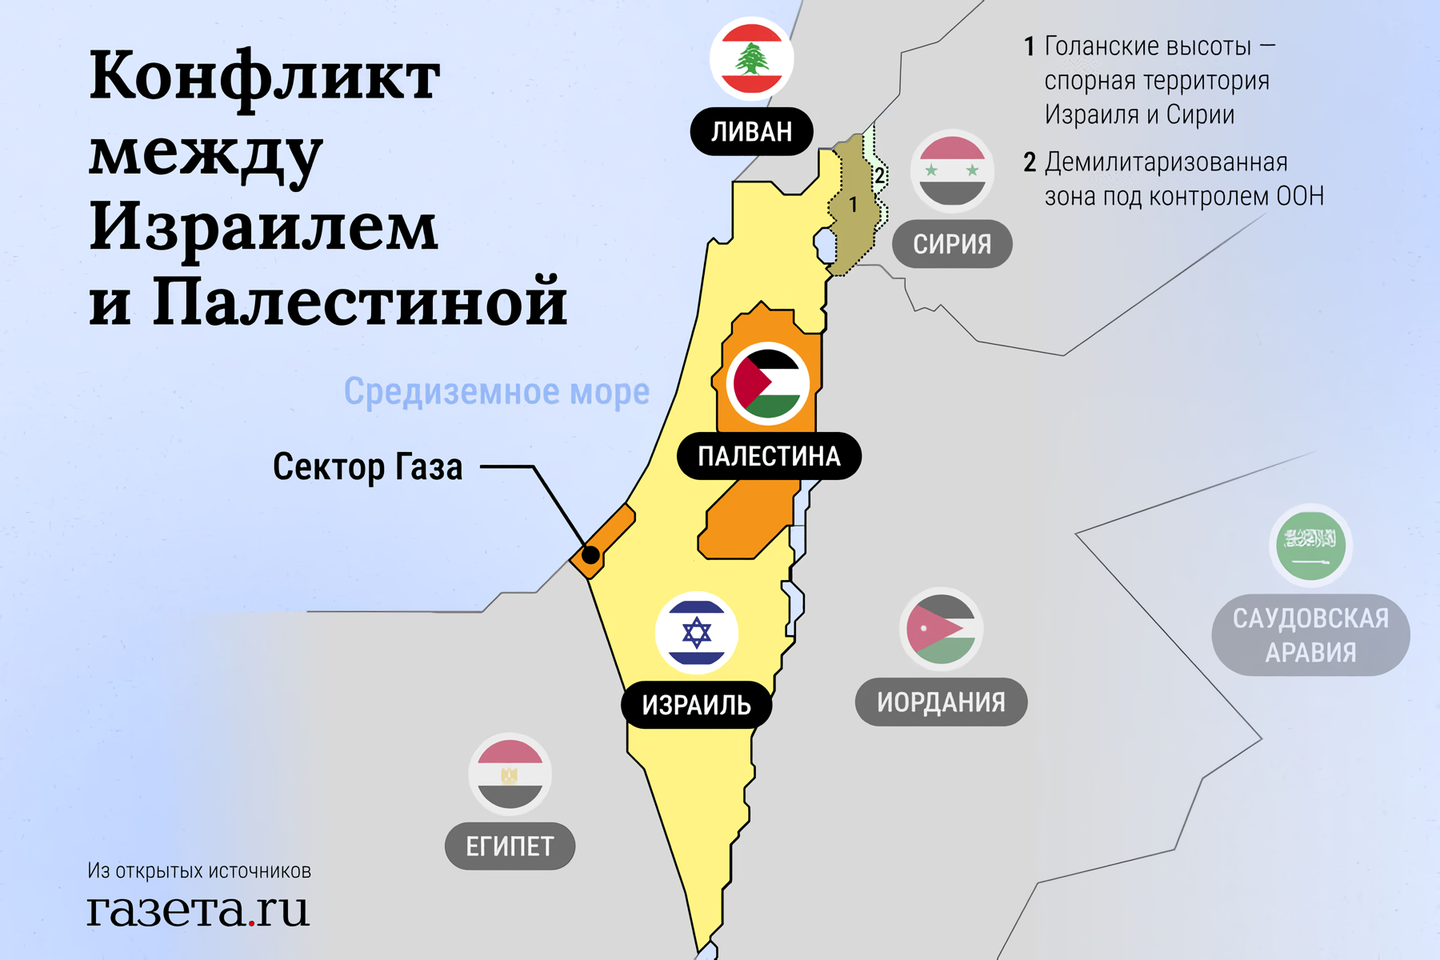 Конфликт
между
Израилем
и Палестиной
ЛИВАН
1 Голанские высоты —
спорная территория
Израиля и Сирии
2 Демилитаризованная
зона под контролем ООН
2
1
СИРИЯ
Средиземное море
Сектор Газа
ПАЛЕСТИНА
САУДОВСКАЯ
АРАВИЯ
ИЗРАИЛЬ
ИОРДАНИЯ
ЕГИПЕТ
Из открытых источников
газета.ru